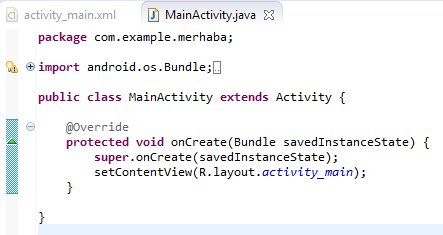 activity_main.xml
MainActivity.java
package com.example.merhaba;
import android.os.Bundle;
public class MainActivity extends Activity {
@Override
protected void onCreate(Bundle savedInstanceState) {
super.onCreate(savedInstanceState);
setContentView(R.layout.activity_main);
}
}